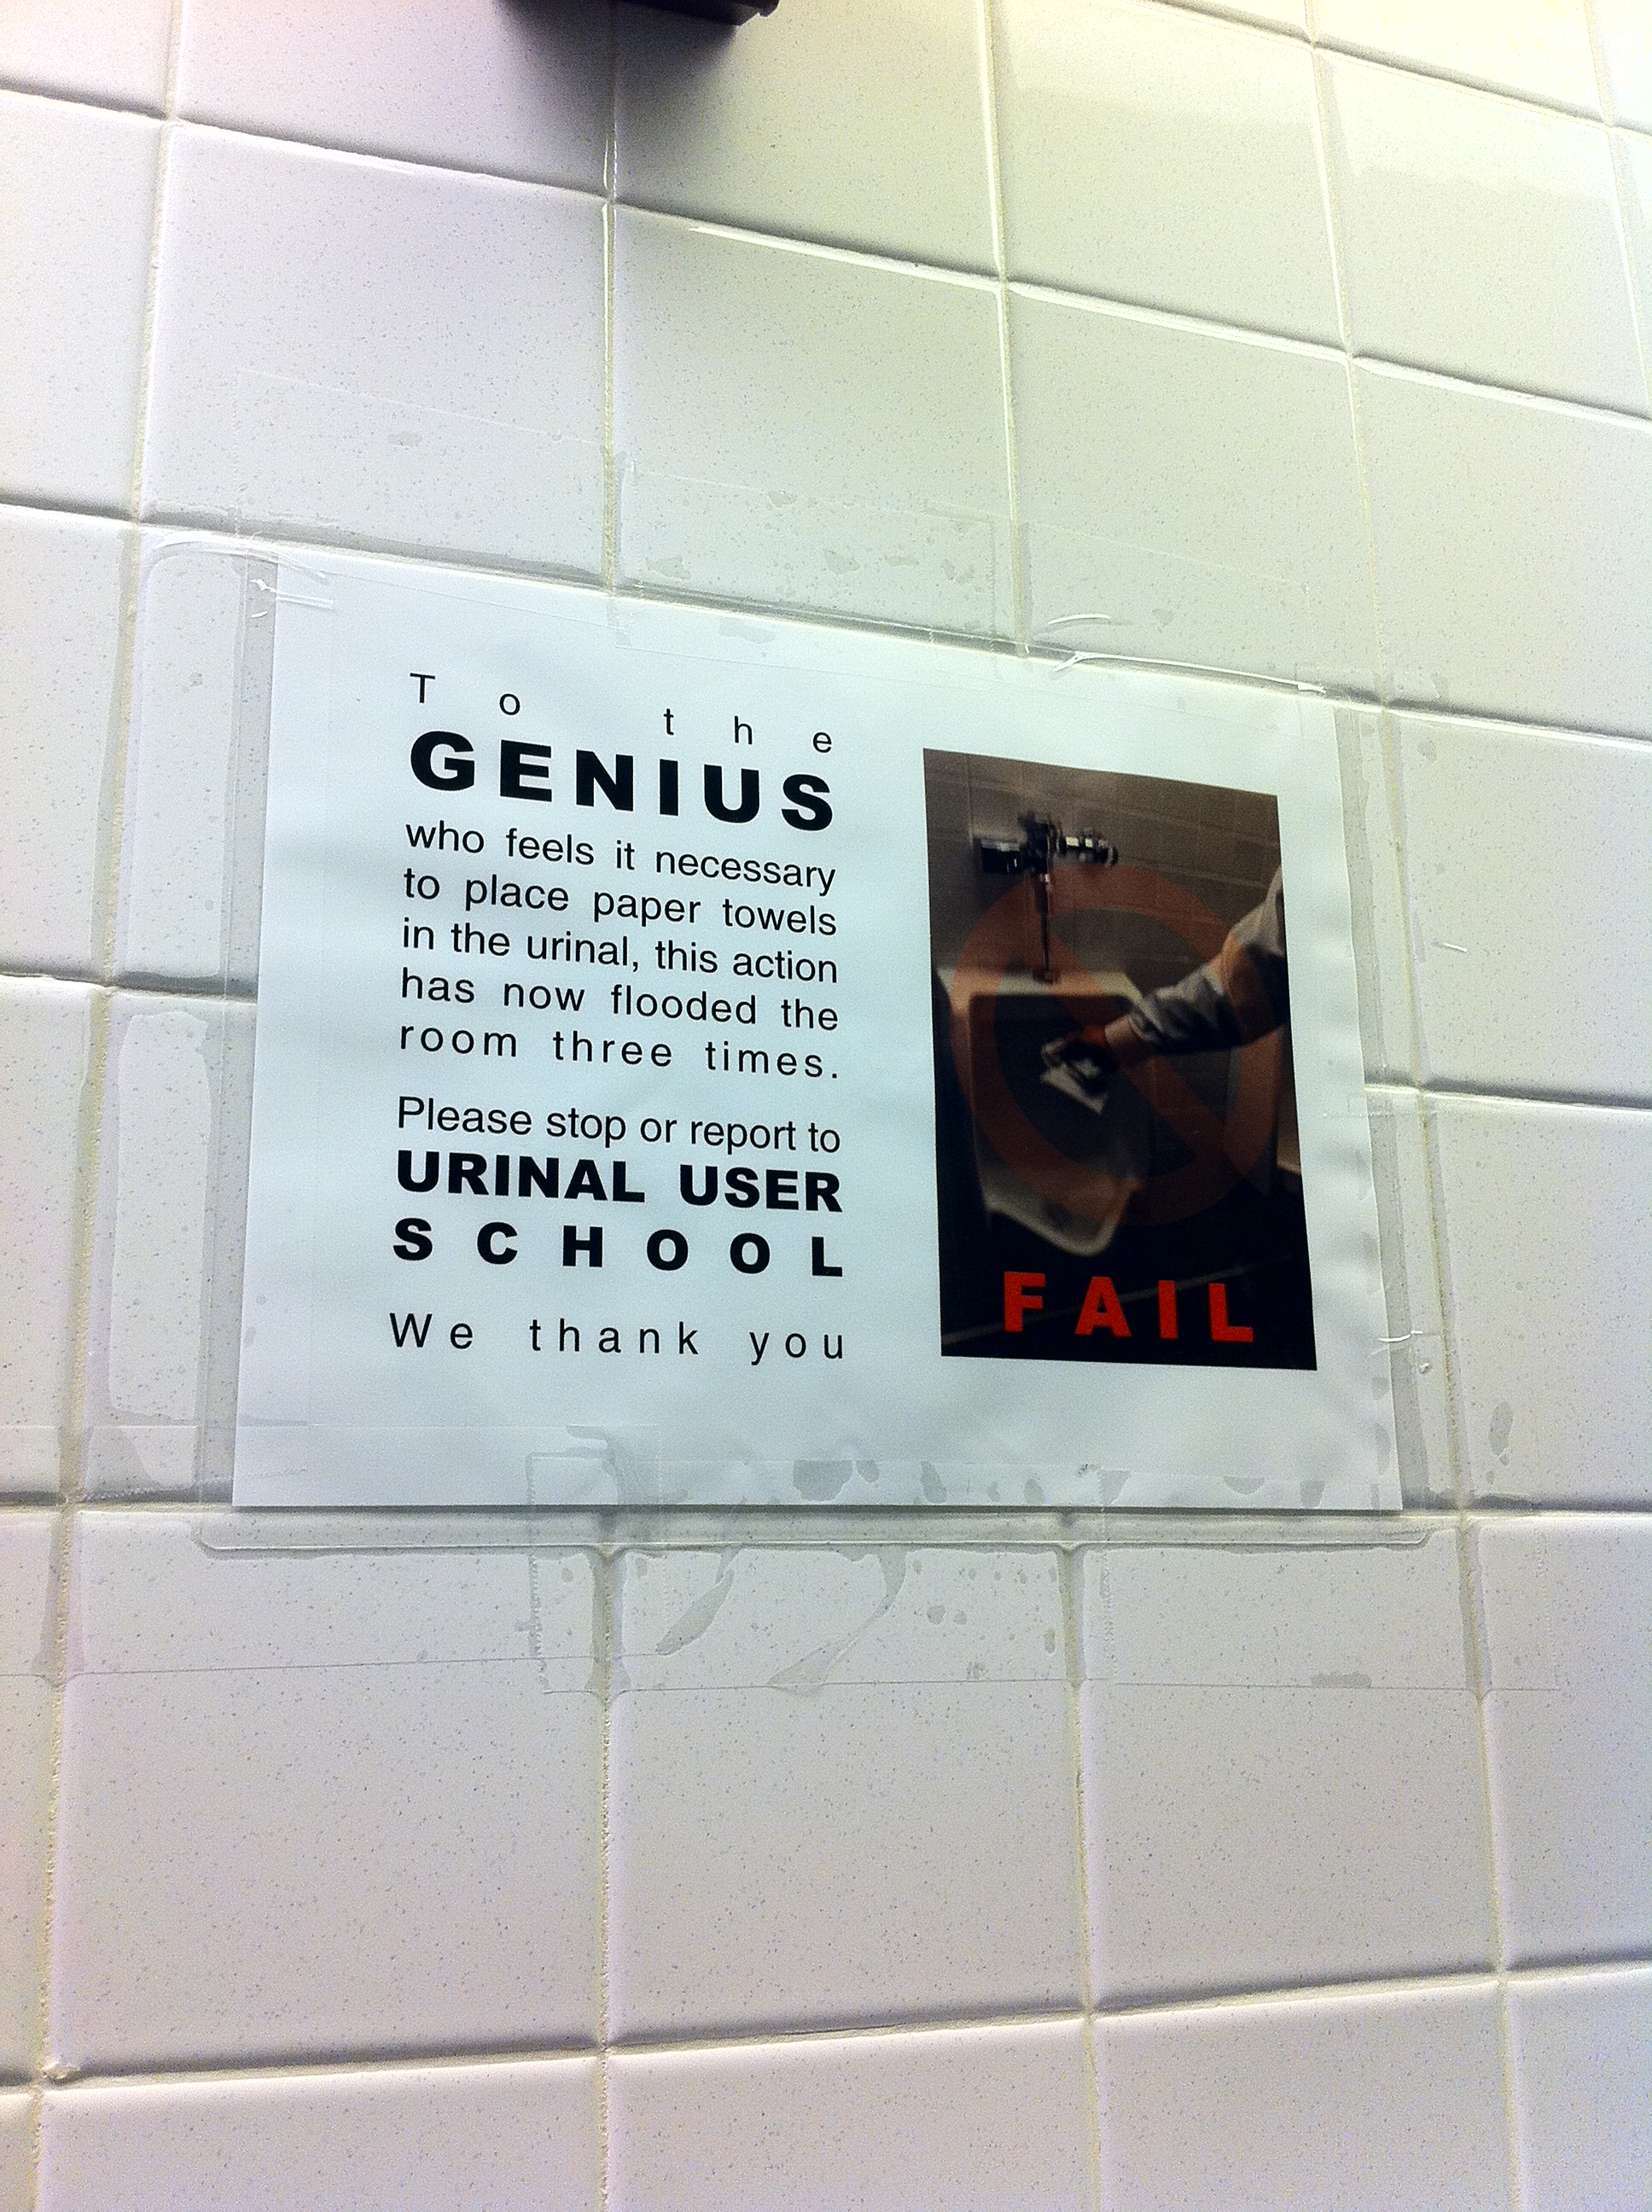 To the
GENIUS
who feels it necessary
to place paper towels
in the urinal, this action
has now flooded the
room three times.
Please stop or report to
URINAL USER
SCHOOL
We thank you
FAIL